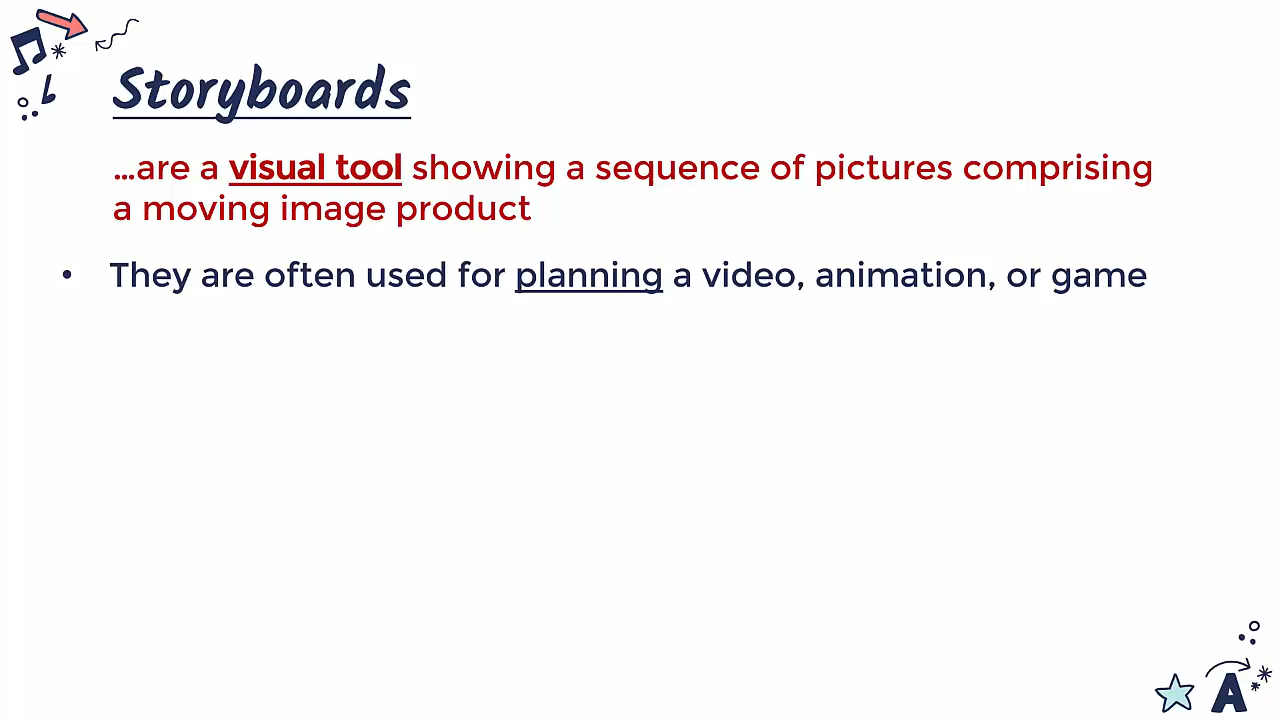 Storyboards
...are a visual tool showing a sequence of pictures comprising
a moving image product
• They are often used for planning a video, animation, or game
A